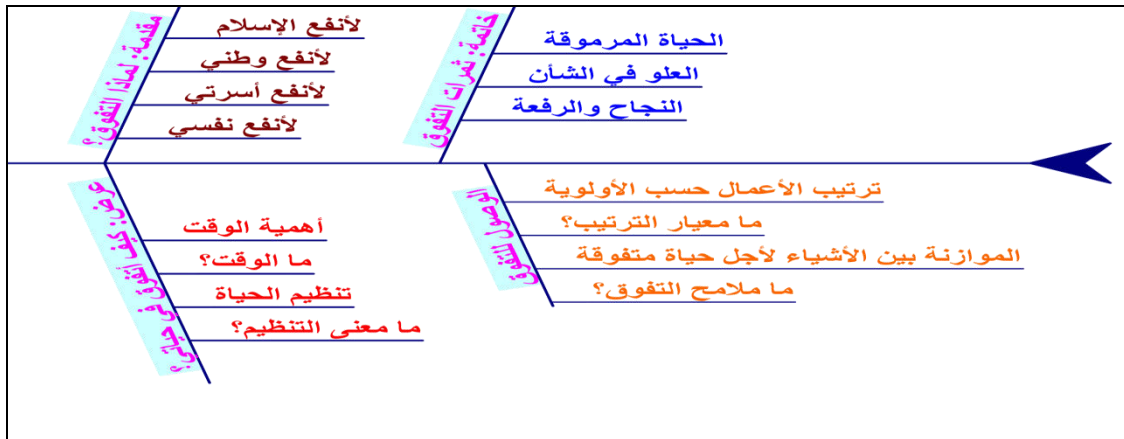 مقدمة: لماذا التفوق؟
لأنفع الإسلام
لأنفع وطني
لأنفع أسرتي
لأنفع نفسي
عرض: كيف أتفوق في حياتي؟
أهمية الوقت
ما الوقت؟
تنظيم الحياة
ما معنى التنظيم؟
الوصول للتفوق
ترتيب الأعمال حسب الأولوية
ما معيار الترتيب؟
الموازنة بين الأشياء لأجل حياة متفوقة
ما ملامح التفوق؟
خاتمة: ثمرات التفوق
الحياة المرموقة
العلو في الشأن
النجاح والرفعة